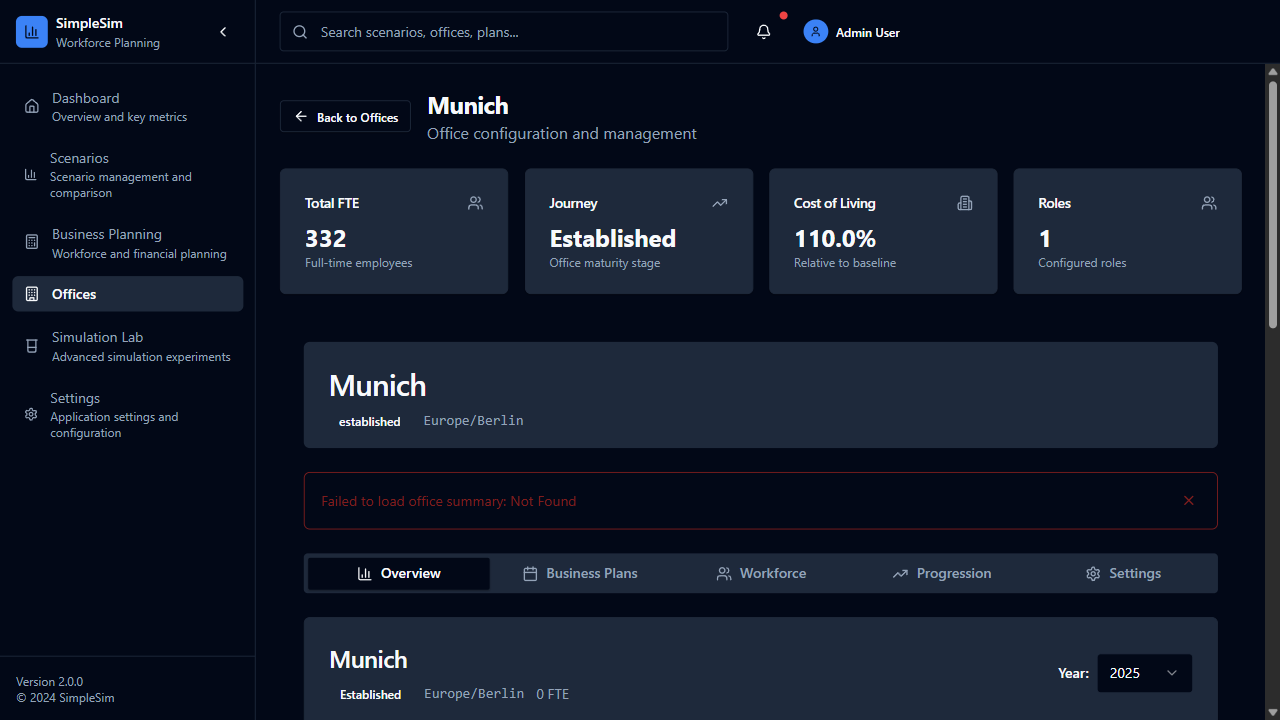 SimpleSim
Workforce Planning
Search scenarios, offices, plans...
Admin User
Dashboard
Overview and key metrics
Scenarios
Scenario management and
comparison
Business Planning
Workforce and financial planning
Offices
Simulation Lab
Advanced simulation experiments
Settings
Application settings and
configuration
Version 2.0.0
© 2024 SimpleSim
Back to Offices
Munich
Office configuration and management
Total FTE
332
Full-time employees
Journey
Established
Office maturity stage
Cost of Living
110.0%
Relative to baseline
Roles
1
Configured roles
Munich
established Europe/Berlin
Failed to load office summary: Not Found
Overview Business Plans Workforce Progression Settings
Munich
Established Europe/Berlin 0 FTE
Year: 2025